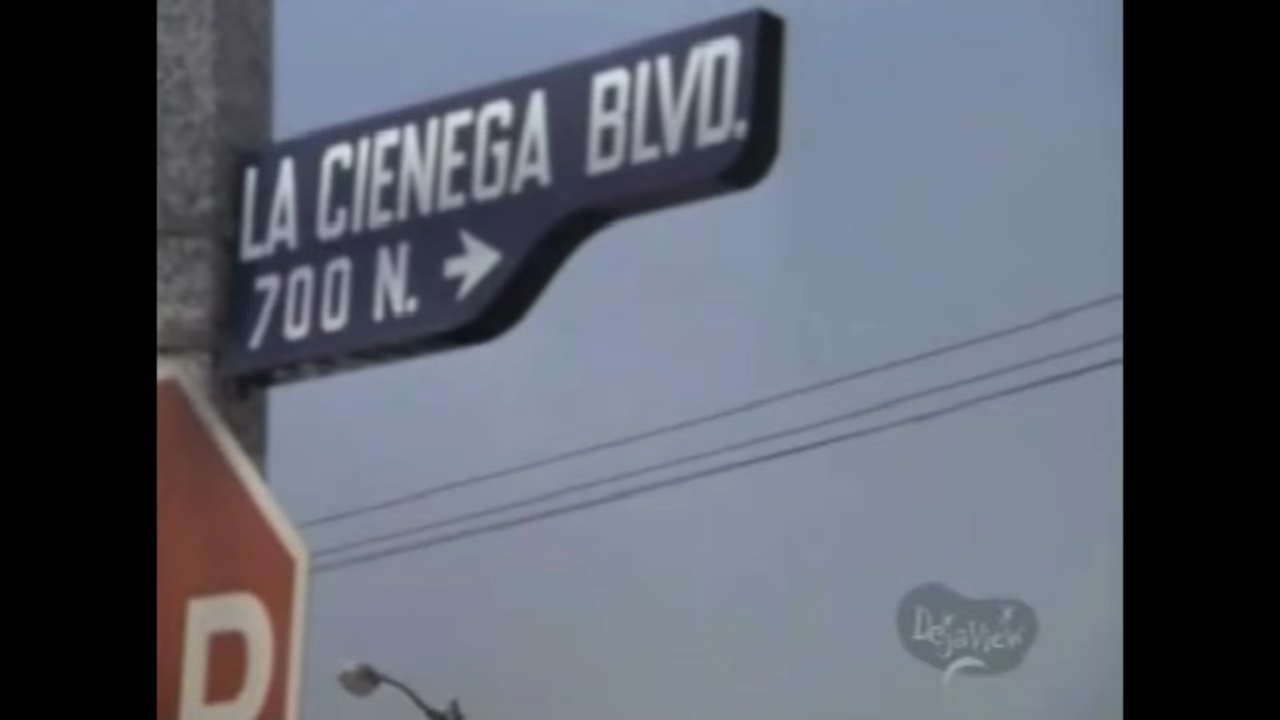 LA CIENEGA BLVD.
700 N. →
P
DejaView